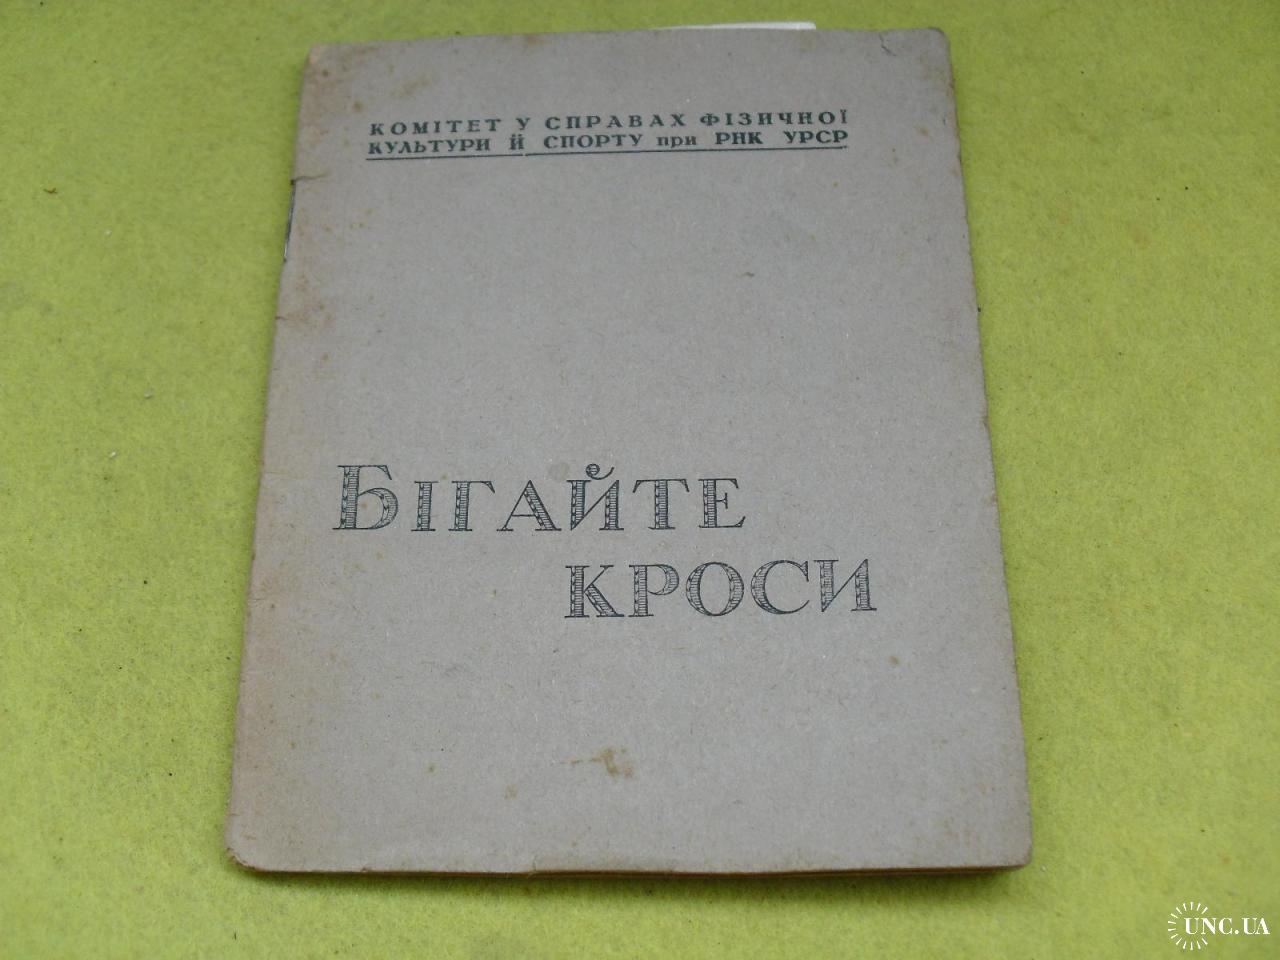 КОМІТЕТ У СПРАВАХ ФІЗИЧНОЇ
КУЛЬТУРИ Й СПОРТУ при РНК УРСР
БІГАЙТЕ
КРОСИ
UNC.UA